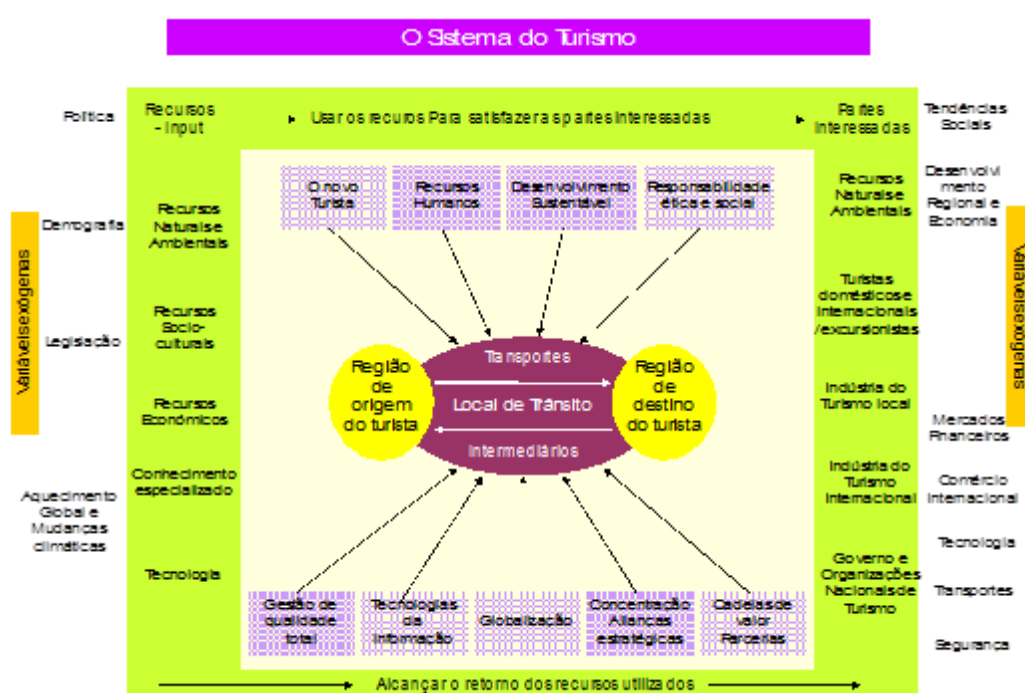 O Sistema do Turismo
Política
Demografia
Legislação
Aquecimento
Global e
Mudanças
climáticas
Variáveis exógenas
Recursos
- Input
Usar os recuros Para satisfazer as partes Interessadas
Partes
Interessadas
Recursos
Naturais e
Ambientais
Recursos
Socio-
culturais
Recursos
Económicos
Conhecimento
especializado
Tecnologia
O novo
Turista
Recursos
Humanos
Desenvolvimento
Sustentável
Responsabilidade
ética e social
Região
de
origem
do turista
Transportes
Local de Trânsito
Intermediários
Região
de
destino
do turista
Gestão de
qualidade
total
Tecnologias
da
Informação
Globalização
Concentração
Alianças
estratégicas
Cadeias de
valor
Parcerias
Recursos
Naturais e
Ambientais
Turistas
domésticos e
Internacionais
/excursionistas
Indústria do
Turismo local
Indústria do
Turismo
Internacional
Governo e
Organizações
Nacionais de
Turismo
Alcançar o retorno dos recursos utilizados
Tendências
Sociais
Desenvolvi
mento
Regional e
Economia
Variáveis exógenas
Mercados
Financeiros
Comércio
Internacional
Tecnologia
Transportes
Segurança